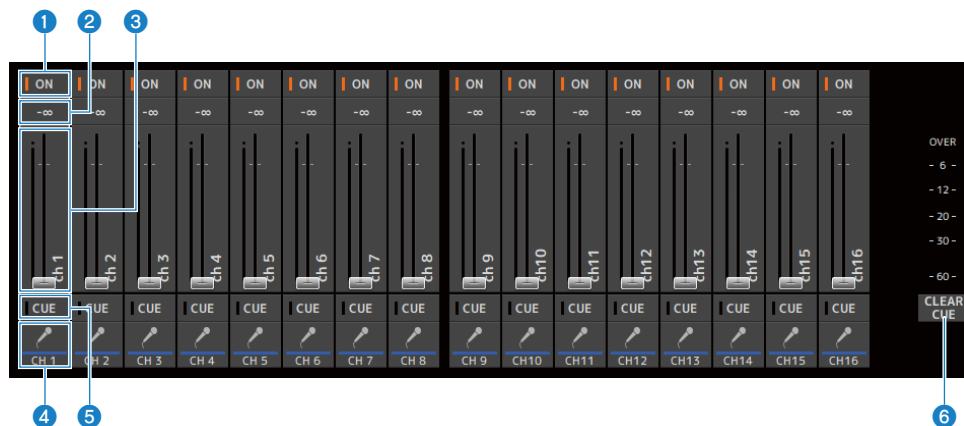 1 2 3
ON ON ON ON ON ON ON ON ON ON ON ON ON ON ON ON
-∞ -∞ -∞ -∞ -∞ -∞ -∞ -∞ -∞ -∞ -∞ -∞ -∞ -∞ -∞ -∞
OVER
- 6 -
- 12 -
- 20 -
- 30 -
- 60 -
ch 1 ch 2 ch 3 ch 4 ch 5 ch 6 ch 7 ch 8 ch 9 ch10 ch11 ch12 ch13 ch14 ch15 ch16
CUE CUE CUE CUE CUE CUE CUE CUE CUE CUE CUE CUE CUE CUE CUE CUE
CLEAR
CUE
CH 1 CH 2 CH 3 CH 4 CH 5 CH 6 CH 7 CH 8 CH 9 CH10 CH11 CH12 CH13 CH14 CH15 CH16
4 5 6